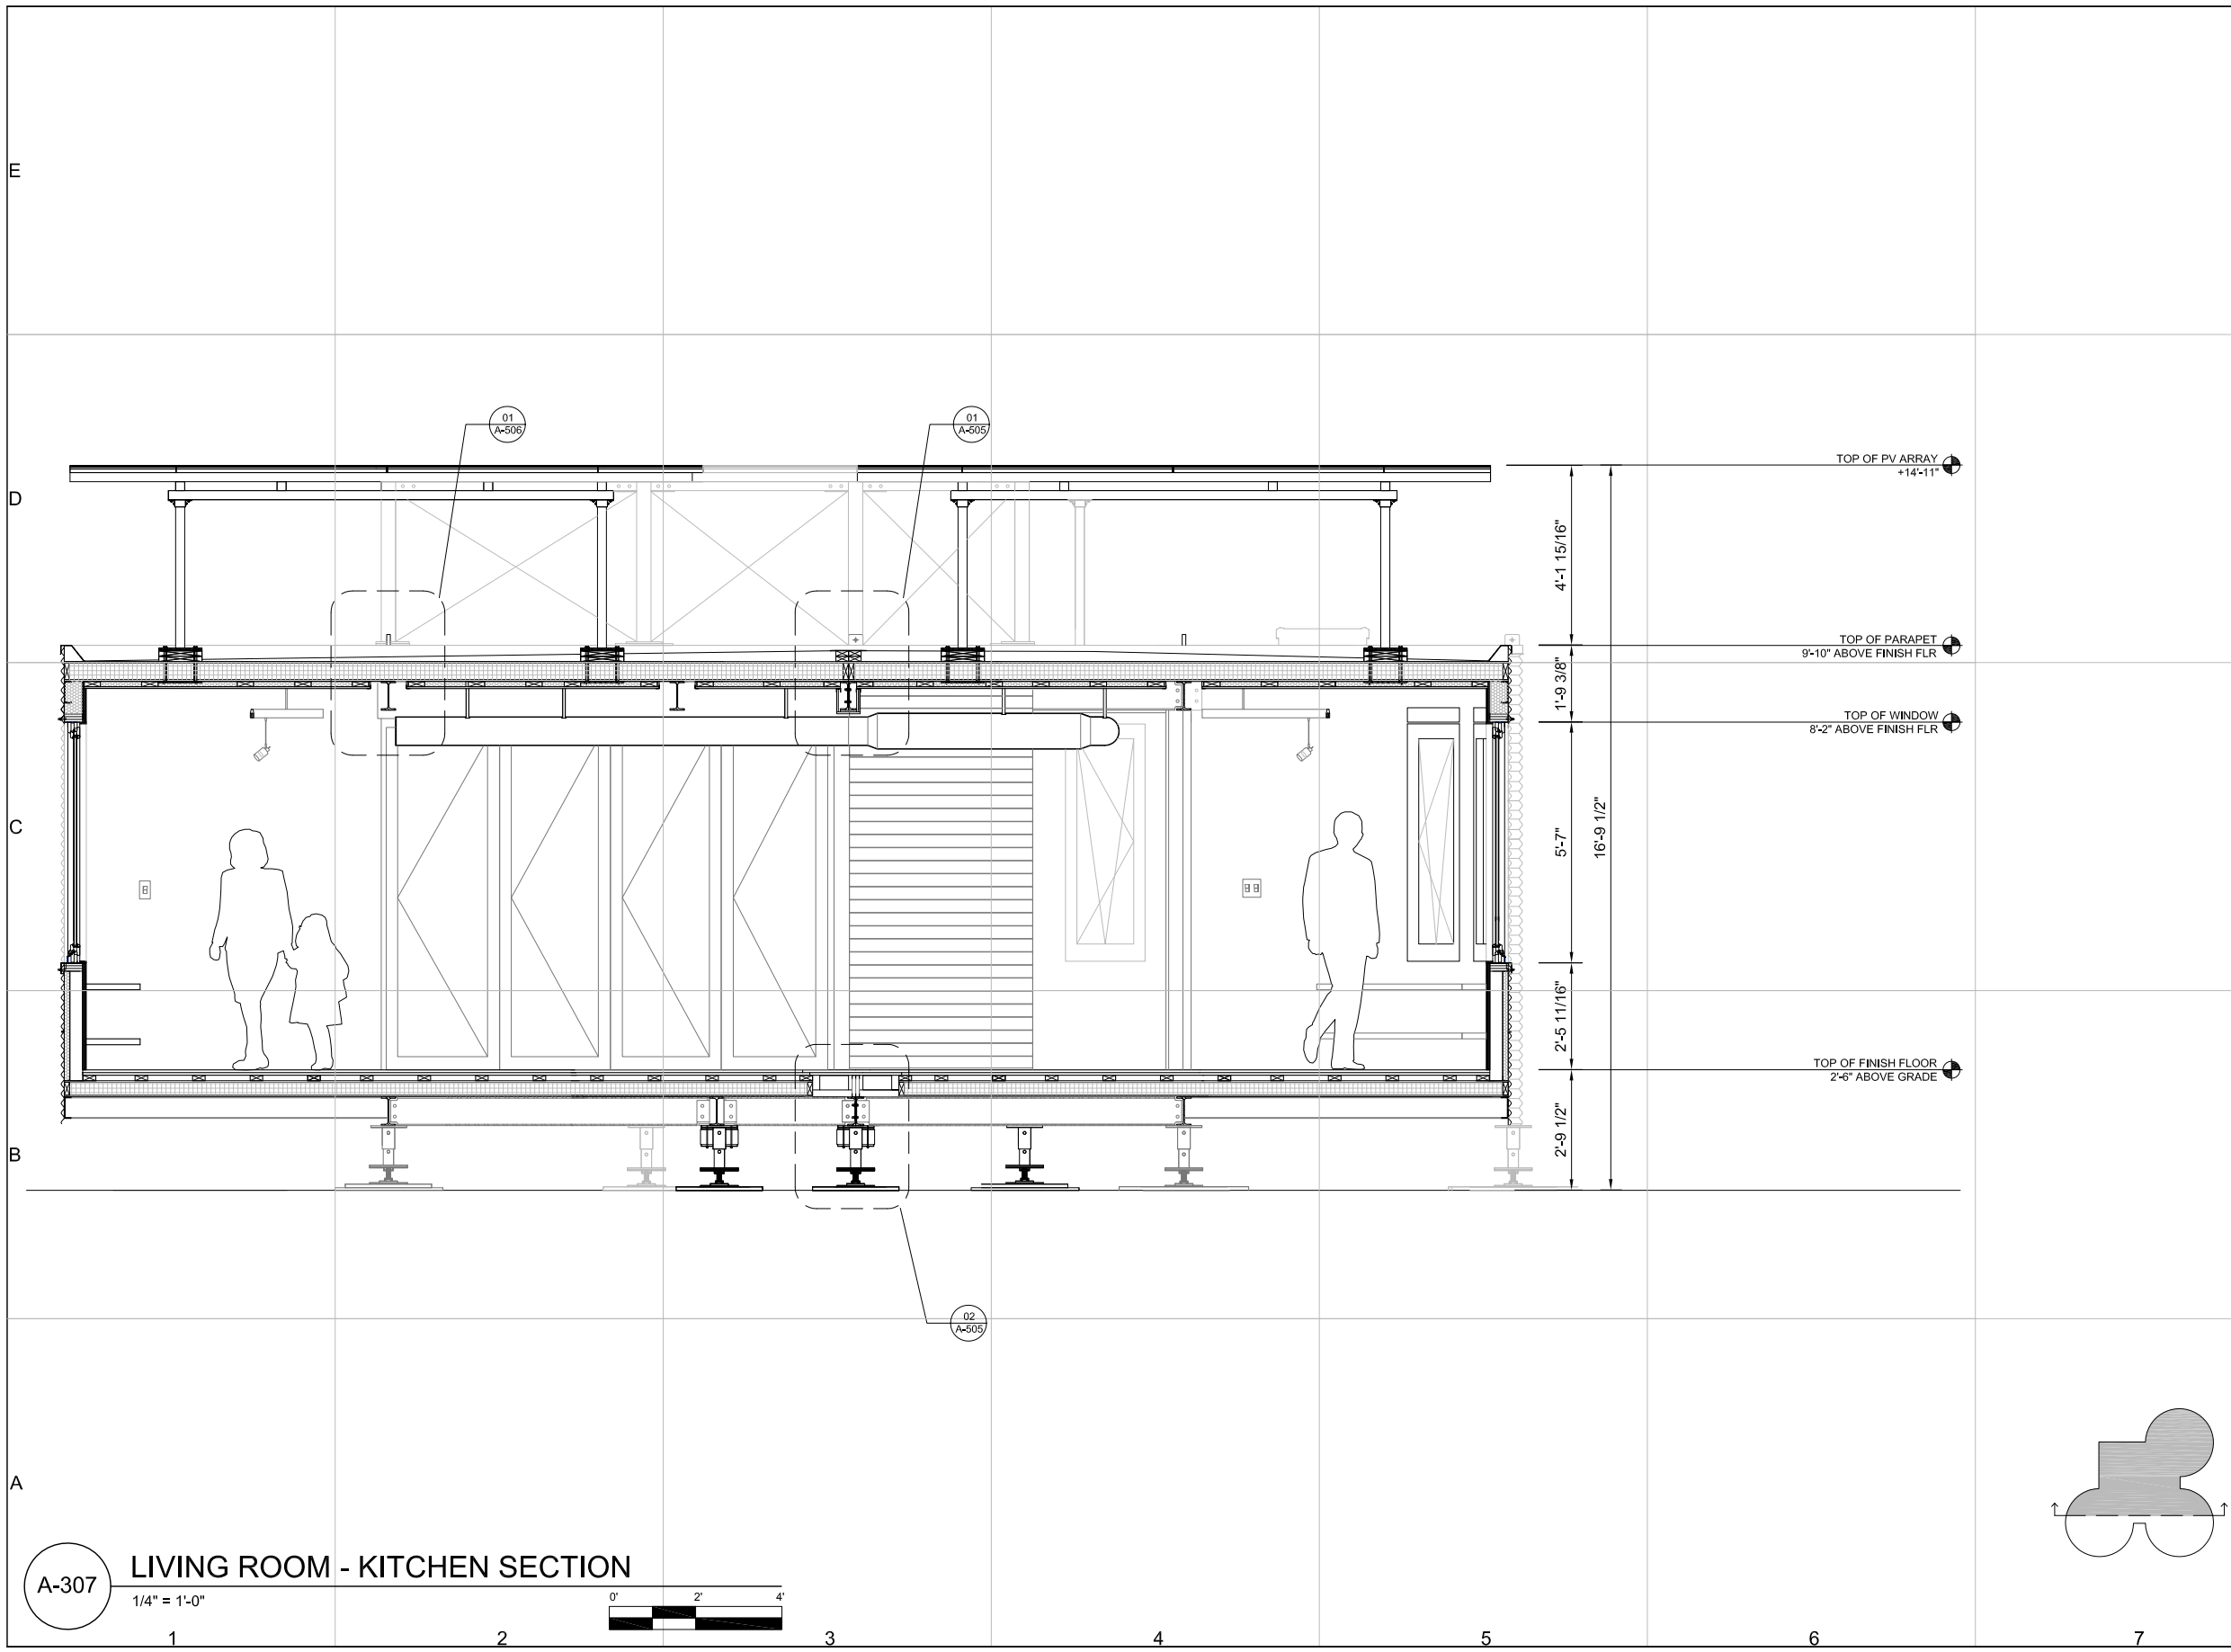 E
01
A-506
01
A-505
TOP OF PV ARRAY
+14'-11"
D
4'-1 15/16"
TOP OF PARAPET
9'-10" ABOVE FINISH FLR
1'-9 3/8"
TOP OF WINDOW
8'-2" ABOVE FINISH FLR
C
5'-7"
16'-9 1/2"
2'-5 11/16"
TOP OF FINISH FLOOR
2'-6" ABOVE GRADE
2'-9 1/2"
B
02
A-505
A
A-307
LIVING ROOM - KITCHEN SECTION
1/4" = 1'-0"
0' 2' 4'
1 2 3 4 5 6 7